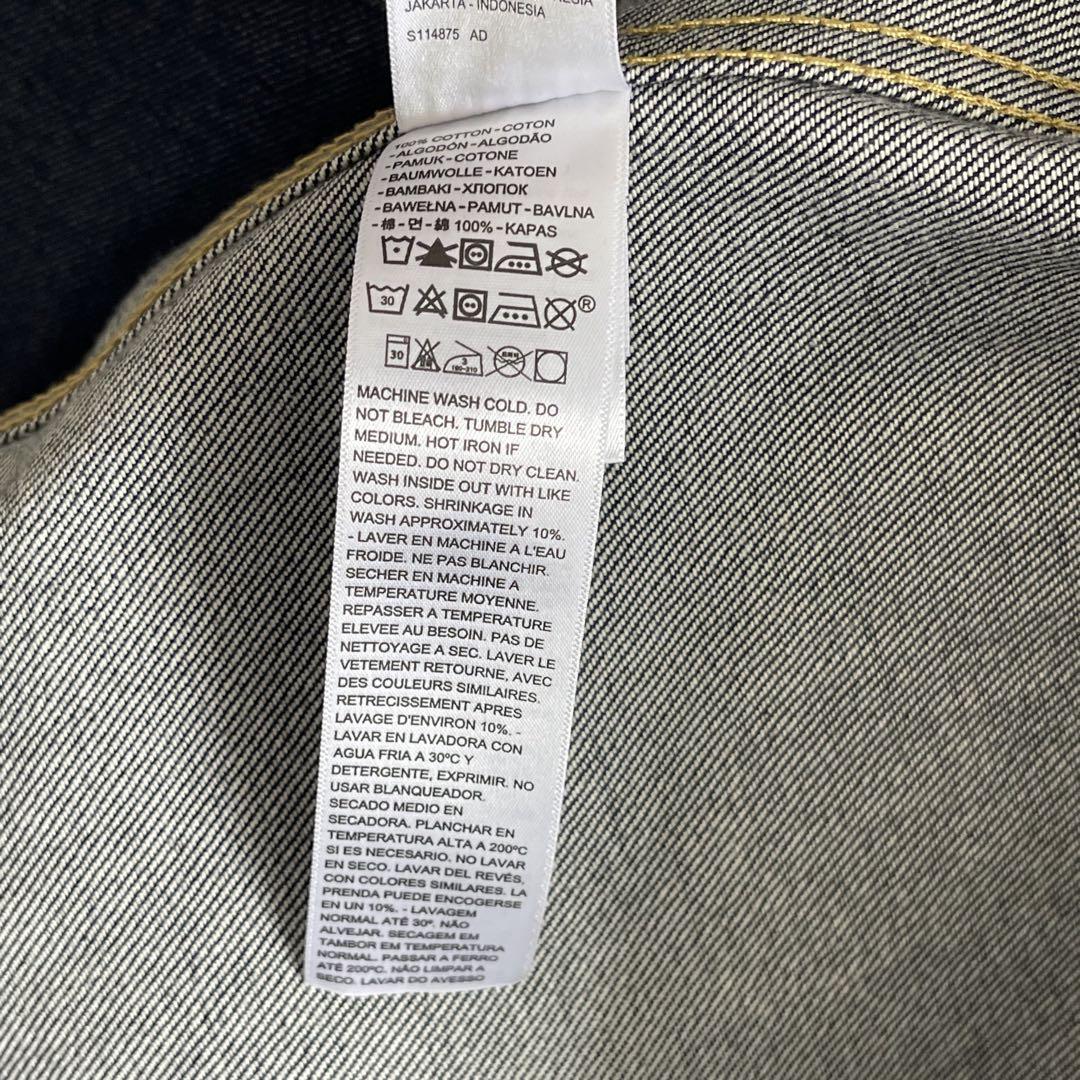 JAKARTA - INDONESIA
S114875 AD
100% COTTON - COTON
- ALGODÓN - ALGODÃO
- PAMUK - COTONE
- BAUMWOLLE - KATOEN
- BAMBAKI - ХЛОПОК
- BAWEŁNA - PAMUT - BAVLNA
- 棉 - 면 - 綿 100% - KAPAS
30 ®
30 3
MACHINE WASH COLD. DO
NOT BLEACH. TUMBLE DRY
MEDIUM. HOT IRON IF
NEEDED. DO NOT DRY CLEAN.
WASH INSIDE OUT WITH LIKE
COLORS. SHRINKAGE IN
WASH APPROXIMATELY 10%.
- LAVER EN MACHINE A L'EAU
FROIDE. NE PAS BLANCHIR.
SECHER EN MACHINE A
TEMPERATURE MOYENNE.
REPASSER A TEMPERATURE
ELEVEE AU BESOIN. PAS DE
NETTOYAGE A SEC. LAVER LE
VETEMENT RETOURNE, AVEC
DES COULEURS SIMILAIRES.
RETRECISSEMENT APRES
LAVAGE D'ENVIRON 10%. -
LAVAR EN LAVADORA CON
AGUA FRIA A 30ºC Y
DETERGENTE, EXPRIMIR. NO
USAR BLANQUEADOR.
SECADO MEDIO EN
SECADORA. PLANCHAR EN
TEMPERATURA ALTA A 200ºC
SI ES NECESARIO. NO LAVAR
EN SECO. LAVAR DEL REVÉS,
CON COLORES SIMILARES. LA
PRENDA PUEDE ENCOGERSE
EN UN 10%. - LAVAGEM
NORMAL ATÉ 30º. NÃO
ALVEJAR. SECAGEM EM
TAMBOR EM TEMPERATURA
NORMAL. PASSAR A FERRO
ATÉ 200ºC. NÃO LIMPAR A
SECO. LAVAR DO AVESSO